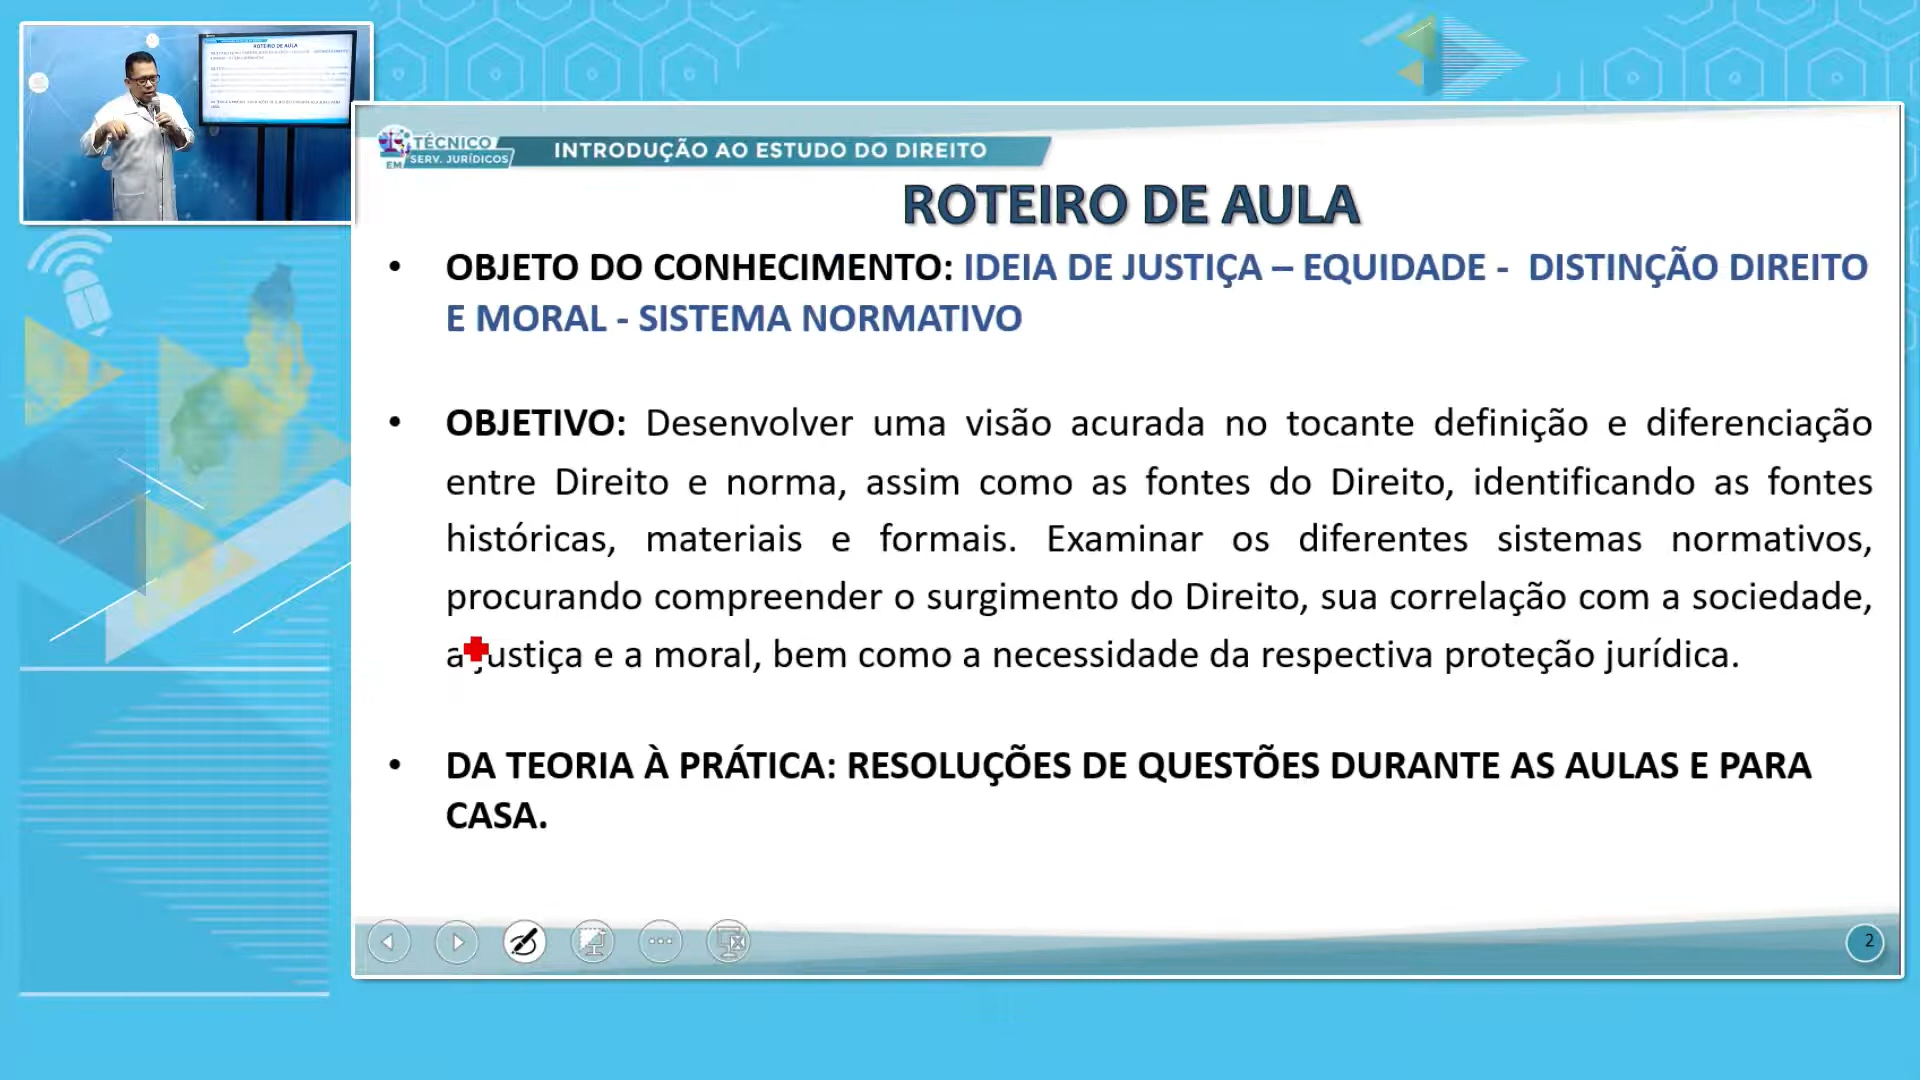 ROTEIRO DE AULA
TÉCNICO
EM SERV. JURÍDICOS
INTRODUÇÃO AO ESTUDO DO DIREITO
ROTEIRO DE AULA
• OBJETO DO CONHECIMENTO: IDEIA DE JUSTIÇA – EQUIDADE - DISTINÇÃO DIREITO
E MORAL - SISTEMA NORMATIVO
• OBJETIVO: Desenvolver uma visão acurada no tocante definição e diferenciação
entre Direito e norma, assim como as fontes do Direito, identificando as fontes
históricas, materiais e formais. Examinar os diferentes sistemas normativos,
procurando compreender o surgimento do Direito, sua correlação com a sociedade,
a justiça e a moral, bem como a necessidade da respectiva proteção jurídica.
• DA TEORIA À PRÁTICA: RESOLUÇÕES DE QUESTÕES DURANTE AS AULAS E PARA
CASA.
2